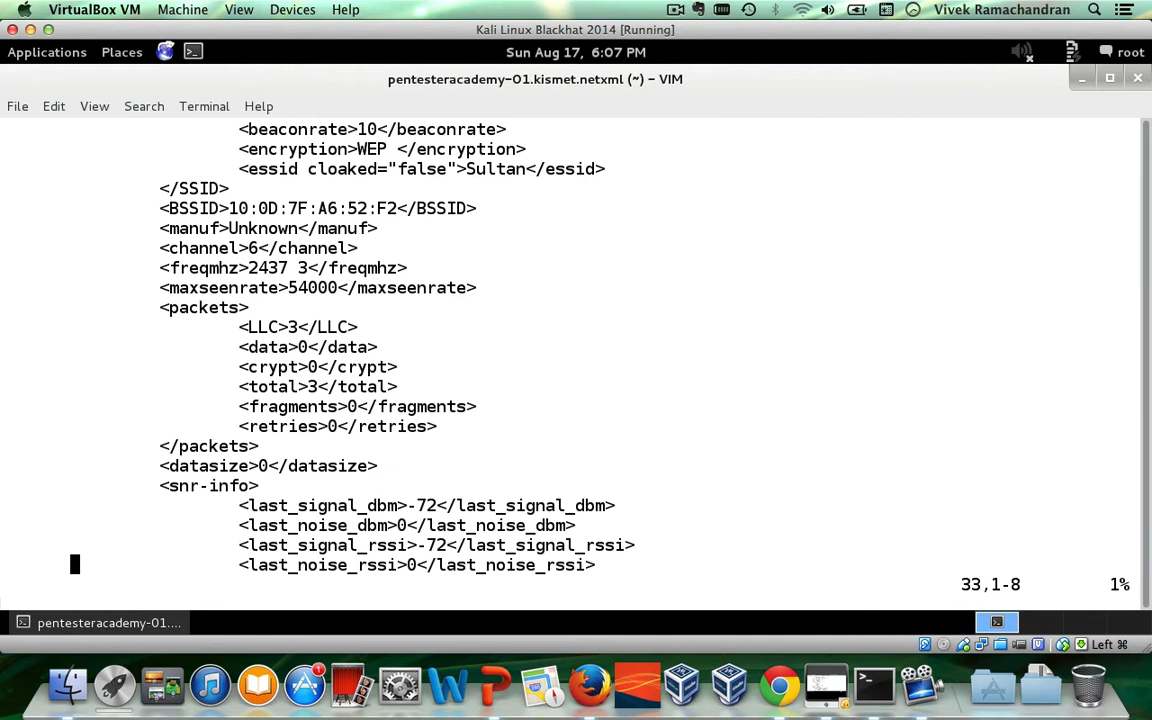 VirtualBox VM Machine View Devices Help Vivek Ramachandran
Kali Linux Blackhat 2014 [Running]
Applications Places Sun Aug 17, 6:07 PM root
pentesteracademy-01.kismet.netxml (~) - VIM
File Edit View Search Terminal Help
<beaconrate>10</beaconrate>
<encryption>WEP </encryption>
<essid cloaked="false">Sultan</essid>
</SSID>
<BSSID>10:0D:7F:A6:52:F2</BSSID>
<manuf>Unknown</manuf>
<channel>6</channel>
<freqmhz>2437 3</freqmhz>
<maxseenrate>54000</maxseenrate>
<packets>
<LLC>3</LLC>
<data>0</data>
<crypt>0</crypt>
<total>3</total>
<fragments>0</fragments>
<retries>0</retries>
</packets>
<datasize>0</datasize>
<snr-info>
<last_signal_dbm>-72</last_signal_dbm>
<last_noise_dbm>0</last_noise_dbm>
<last_signal_rssi>-72</last_signal_rssi>
<last_noise_rssi>0</last_noise_rssi>
33,1-8 1%
pentesteracademy-01....
Left ⌘